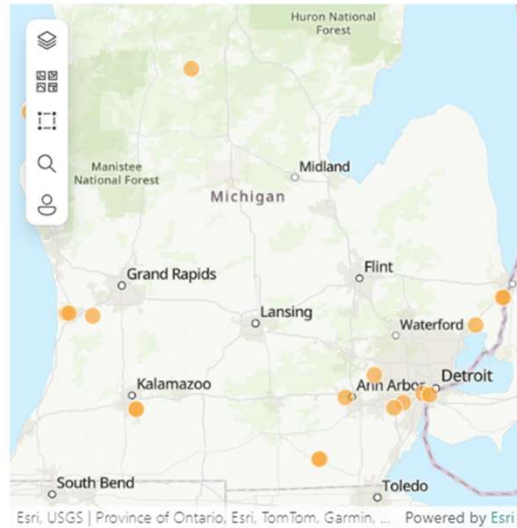 Huron National
Forest
Manistee
National Forest
Midland
Michigan
Grand Rapids
Flint
Lansing
Waterford
Kalamazoo
Ann Arbor
Detroit
South Bend
Toledo
Esri, USGS | Province of Ontario, Esri, TomTom, Garmin, ... Powered by Esri